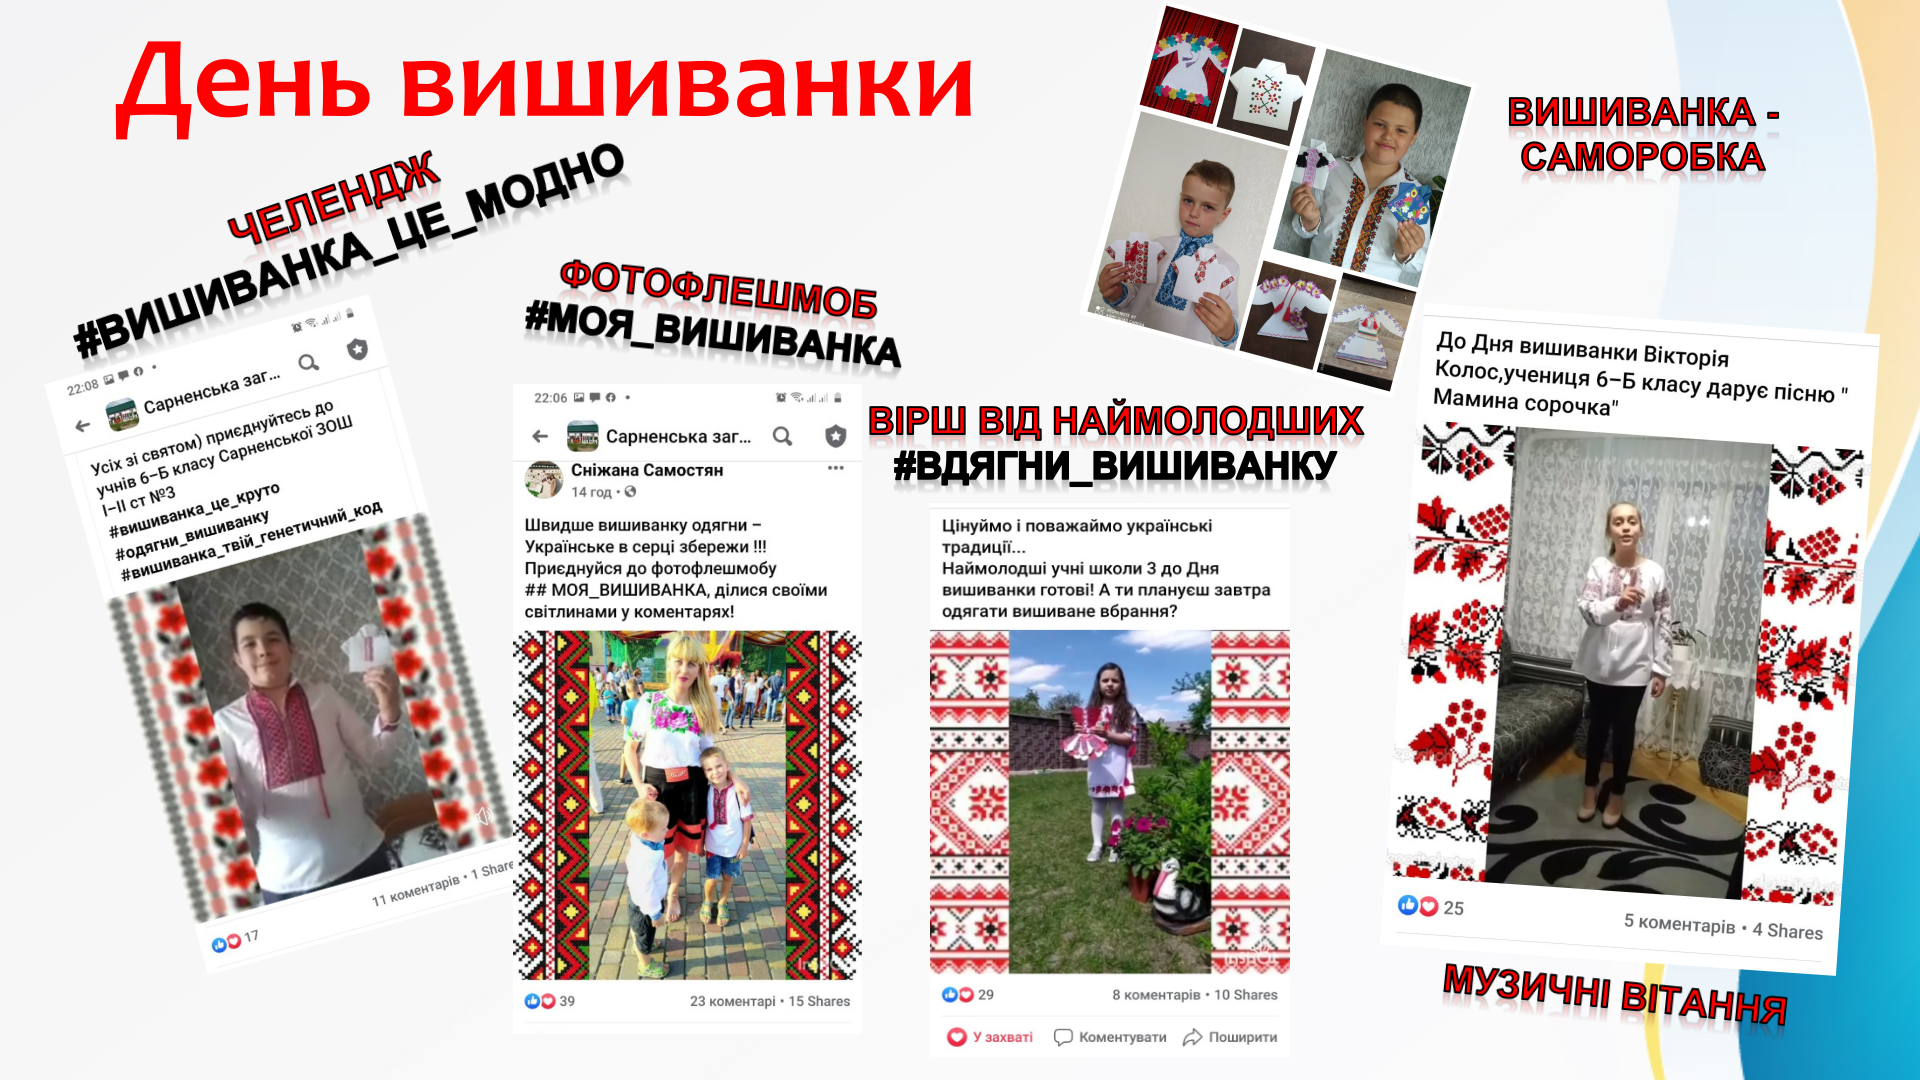 День вишиванки
ЧЕЛЕНДЖ
#ВИШИВАНКА_ЦЕ_МОДНО
ФОТОФЛЕШМОБ
#МОЯ_ВИШИВАНКА
ВИШИВАНКА -
САМОРОБКА
ВІРШ ВІД НАЙМОЛОДШИХ
#ВДЯГНИ_ВИШИВАНКУ
22:08
Сарненська заг...
Усіх зі святом) приєднуйтесь до
учнів 6–Б класу Сарненської ЗОШ
І–ІІ ст №3
#вишиванка_це_круто
#одягни_вишиванку
#вишиванка_твій_генетичний_код
11 коментарів • 1 Share
17
22:06
Сарненська заг...
Сніжана Самостян
14 год •
Швидше вишиванку одягни –
Українське в серці збережи !!!
Приєднуйся до фотофлешмобу
## МОЯ_ВИШИВАНКА, ділися своїми
світлинами у коментарях!
39
23 коментарі • 15 Shares
Цінуймо і поважаймо українські
традиції...
Наймолодші учні школи 3 до Дня
вишиванки готові! А ти плануєш завтра
одягати вишиване вбрання?
29
8 коментарів • 10 Shares
У захваті
Коментувати
Поширити
До Дня вишиванки Вікторія
Колос,учениця 6–Б класу дарує пісню "
Мамина сорочка"
25
5 коментарів • 4 Shares
МУЗИЧНІ ВІТАННЯ